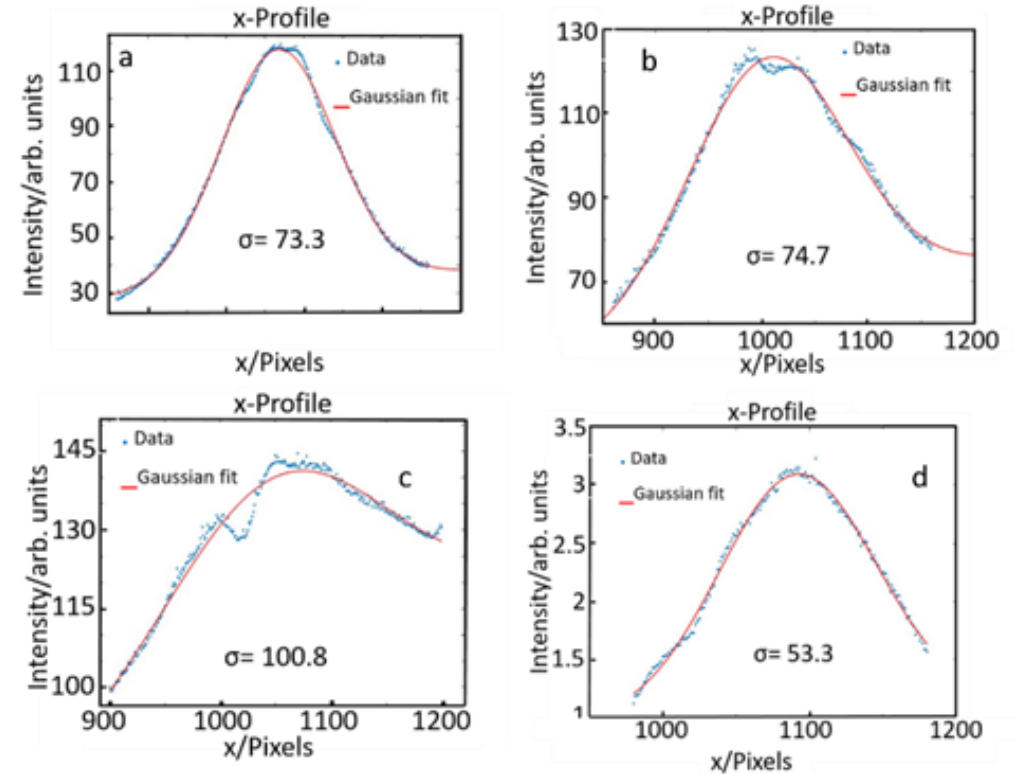 x-Profile
a
Data
Gaussian fit
Intensity/arb. units
110
90
70
50
30
σ= 73.3
x/Pixels
x-Profile
b
Data
Gaussian fit
Intensity/arb. units
130
110
90
70
σ= 74.7
900 1000 1100 1200
x/Pixels
x-Profile
Data
Gaussian fit
c
Intensity/arb. units
145
130
115
100
σ= 100.8
900 1000 1100 1200
x/Pixels
x-Profile
Data
Gaussian fit
d
Intensity/arb. units
3.5
3
2.5
2
1.5
1
σ= 53.3
1000 1100 1200
x/Pixels